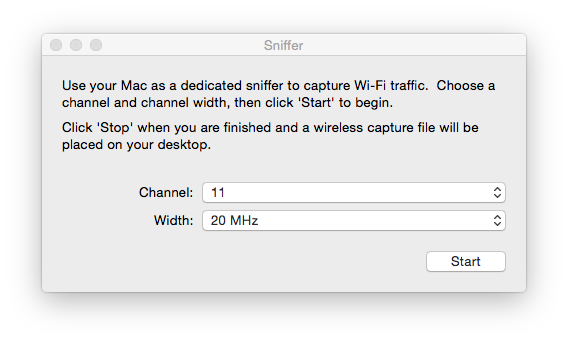 Sniffer
Use your Mac as a dedicated sniffer to capture Wi-Fi traffic.  Choose a
channel and channel width, then click 'Start' to begin.
Click 'Stop' when you are finished and a wireless capture file will be
placed on your desktop.
Channel: 11
Width: 20 MHz
Start